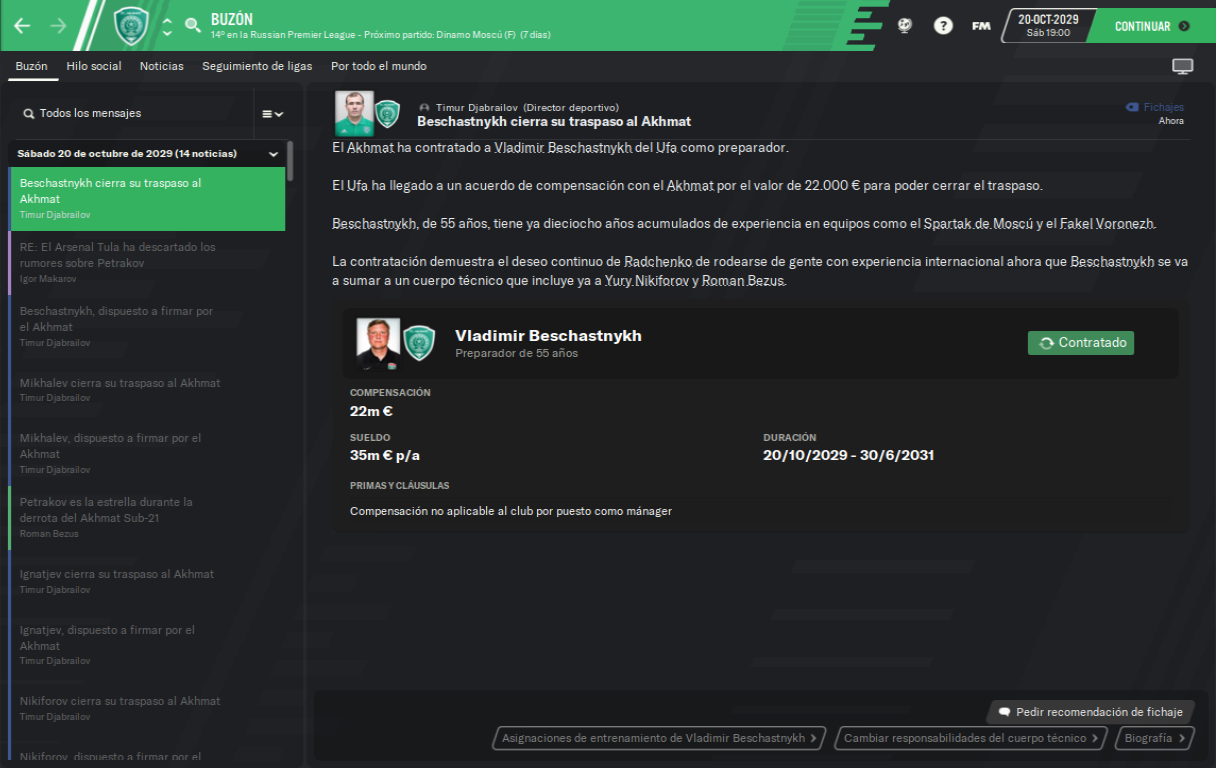 BUZÓN
14º en la Russian Premier League - Próximo partido: Dinamo Moscú (F) (7 días)
?
FM
20-OCT-2029
Sáb 19:00
CONTINUAR
Buzón
Hilo social
Noticias
Seguimiento de ligas
Por todo el mundo
Todos los mensajes
Sábado 20 de octubre de 2029 (14 noticias)
Beschastnykh cierra su traspaso al
Akhmat
Timur Djabrailov
RE: El Arsenal Tula ha descartado los
rumores sobre Petrakov
Igor Makarov
Beschastnykh, dispuesto a firmar por
el Akhmat
Timur Djabrailov
Mikhalev cierra su traspaso al Akhmat
Timur Djabrailov
Mikhalev, dispuesto a firmar por el
Akhmat
Timur Djabrailov
Petrakov es la estrella durante la
derrota del Akhmat Sub-21
Roman Bezus
Ignatjev cierra su traspaso al Akhmat
Timur Djabrailov
Ignatjev, dispuesto a firmar por el
Akhmat
Timur Djabrailov
Nikiforov cierra su traspaso al Akhmat
Timur Djabrailov
Nikiforov, dispuesto a firmar por el
Timur Djabrailov (Director deportivo)
Beschastnykh cierra su traspaso al Akhmat
Fichajes
Ahora
El Akhmat ha contratado a Vladimir Beschastnykh del Ufa como preparador.
El Ufa ha llegado a un acuerdo de compensación con el Akhmat por el valor de 22.000 € para poder cerrar el traspaso.
Beschastnykh, de 55 años, tiene ya dieciocho años acumulados de experiencia en equipos como el Spartak de Moscú y el Fakel Voronezh.
La contratación demuestra el deseo continuo de Radchenko de rodearse de gente con experiencia internacional ahora que Beschastnykh se va
a sumar a un cuerpo técnico que incluye ya a Yury Nikiforov y Roman Bezus.
Vladimir Beschastnykh
Preparador de 55 años
Contratado
COMPENSACIÓN
22m €
SUELDO
35m € p/a
DURACIÓN
20/10/2029 - 30/6/2031
PRIMAS Y CLÁUSULAS
Compensación no aplicable al club por puesto como mánager
Pedir recomendación de fichaje
Asignaciones de entrenamiento de Vladimir Beschastnykh
Cambiar responsabilidades del cuerpo técnico
Biografía